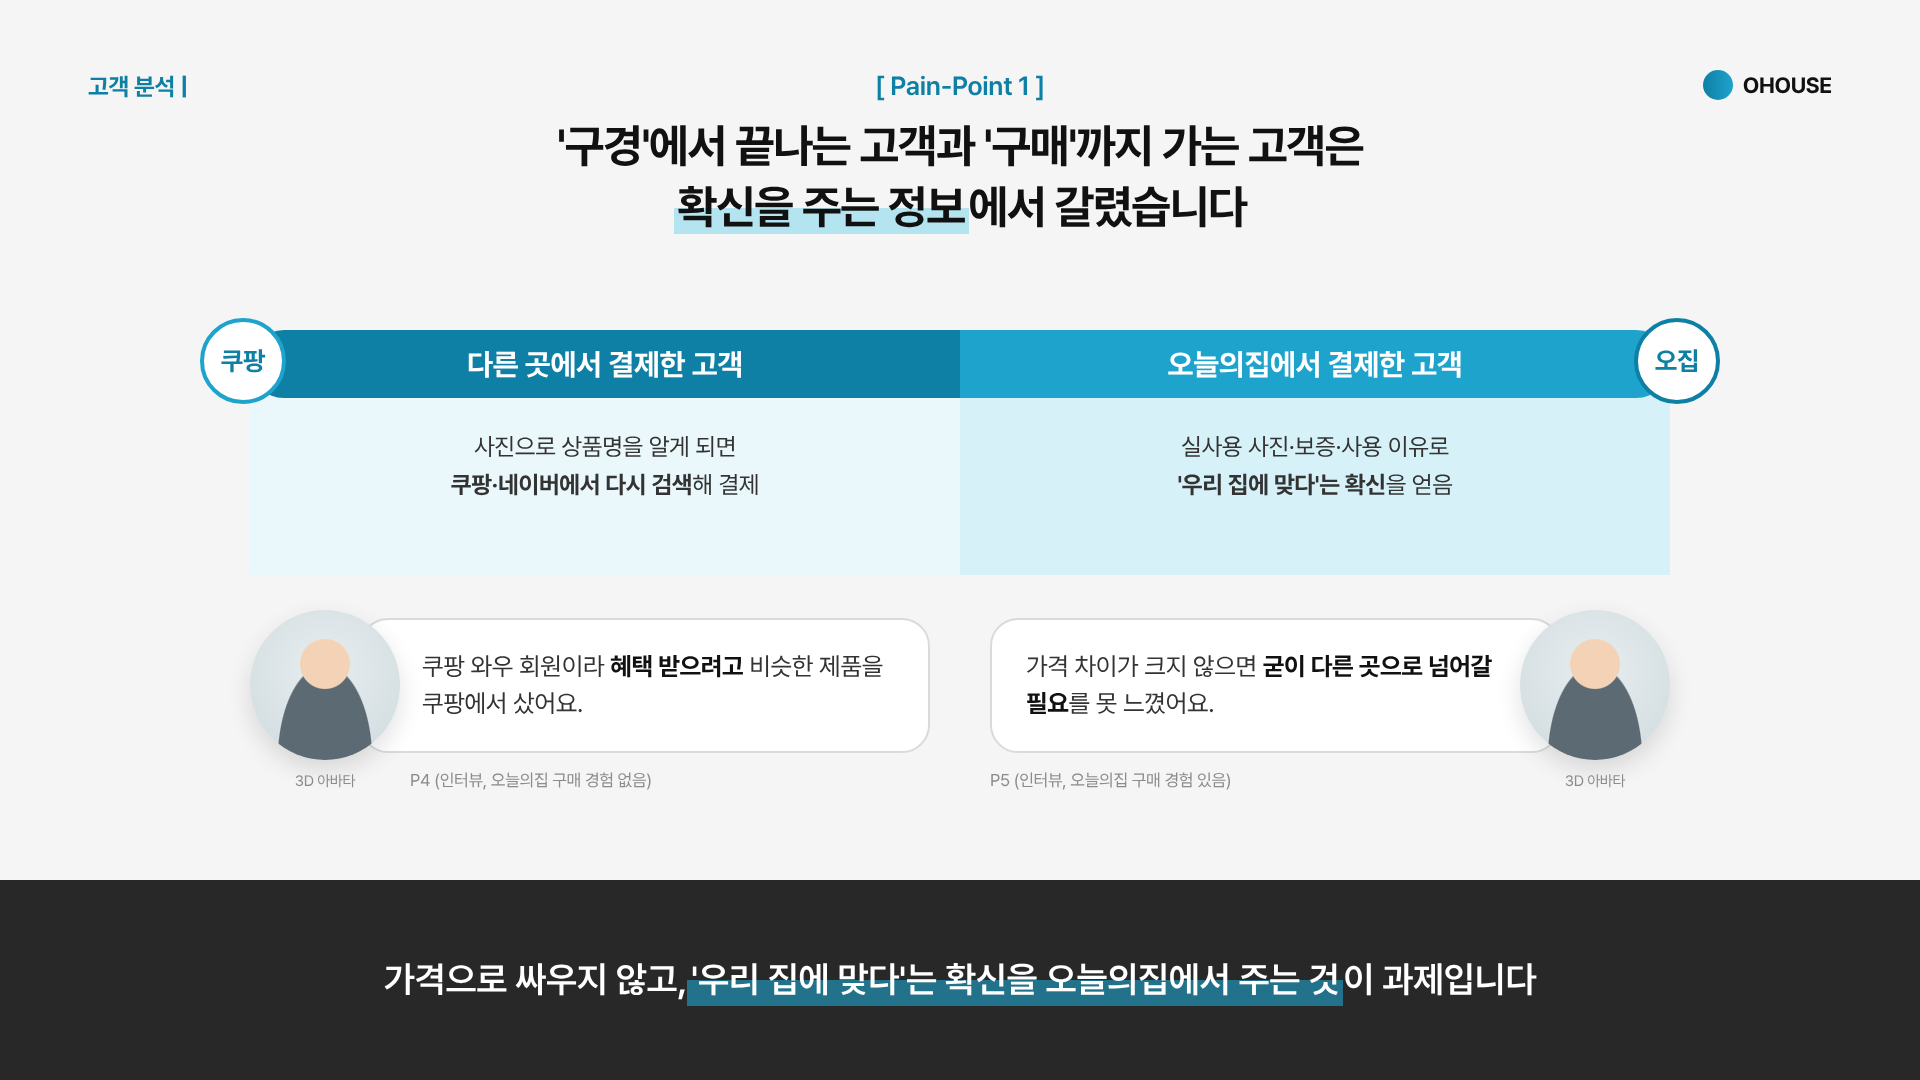 고객 분석 |
[ Pain-Point 1 ]
OHOUSE
'구경'에서 끝나는 고객과 '구매'까지 가는 고객은
확신을 주는 정보에서 갈렸습니다
쿠팡
다른 곳에서 결제한 고객
오늘의집에서 결제한 고객
오집
사진으로 상품명을 알게 되면
쿠팡·네이버에서 다시 검색해 결제
실사용 사진·보증·사용 이유로
'우리 집에 맞다'는 확신을 얻음
쿠팡 와우 회원이라 혜택 받으려고 비슷한 제품을
쿠팡에서 샀어요.
3D 아바타
P4 (인터뷰, 오늘의집 구매 경험 없음)
가격 차이가 크지 않으면 굳이 다른 곳으로 넘어갈
필요를 못 느꼈어요.
P5 (인터뷰, 오늘의집 구매 경험 있음)
3D 아바타
가격으로 싸우지 않고, '우리 집에 맞다'는 확신을 오늘의집에서 주는 것이 과제입니다